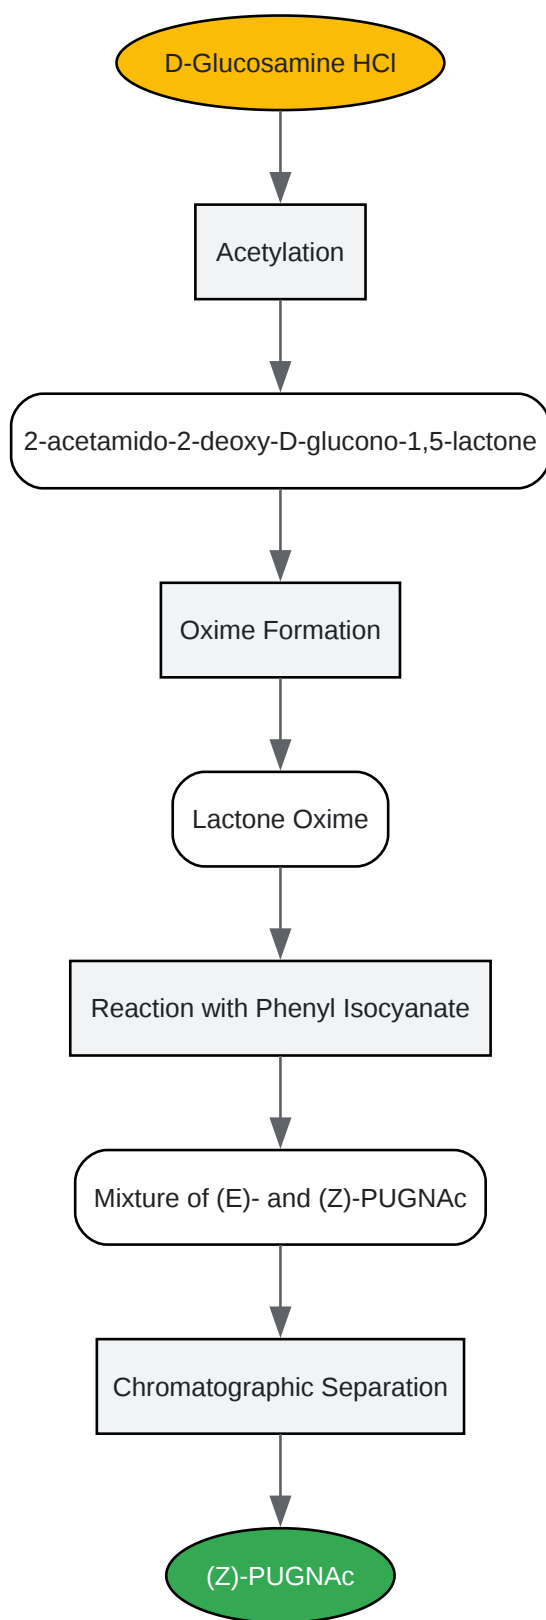 D-Glucosamine HCl
Acetylation
2-acetamido-2-deoxy-D-glucono-1,5-lactone
Oxime Formation
Lactone Oxime
Reaction with Phenyl Isocyanate
Mixture of (E)- and (Z)-PUGNAc
Chromatographic Separation
(Z)-PUGNAc